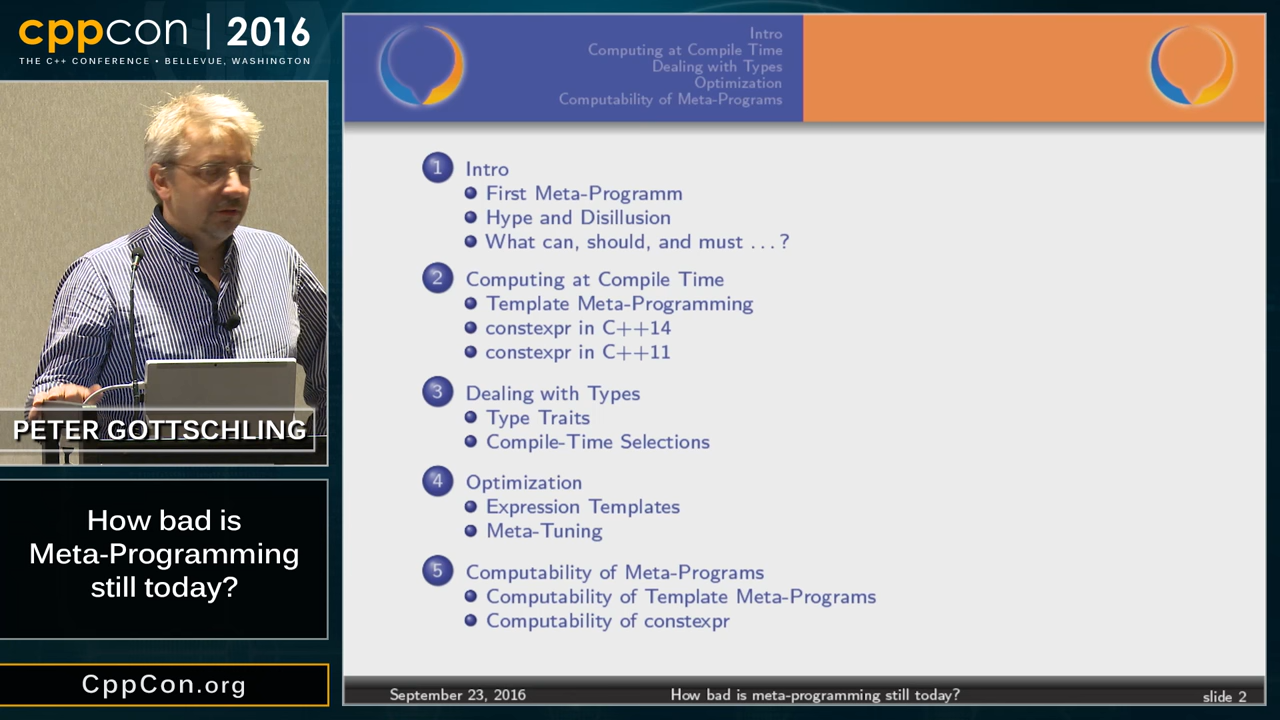 cppcon | 2016
THE C++ CONFERENCE • BELLEVUE, WASHINGTON
PETER GOTTSCHLING
How bad is
Meta-Programming
still today?
CppCon.org
Intro
Computing at Compile Time
Dealing with Types
Optimization
Computability of Meta-Programs
1 Intro
First Meta-Programm
Hype and Disillusion
What can, should, and must ...?
2 Computing at Compile Time
Template Meta-Programming
constexpr in C++14
constexpr in C++11
3 Dealing with Types
Type Traits
Compile-Time Selections
4 Optimization
Expression Templates
Meta-Tuning
5 Computability of Meta-Programs
Computability of Template Meta-Programs
Computability of constexpr
September 23, 2016 How bad is meta-programming still today? slide 2